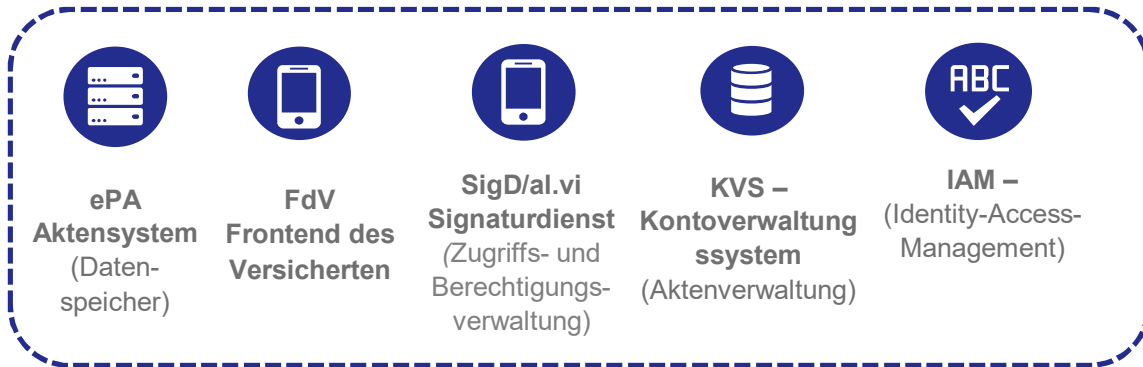 ePA
Aktensystem
(Daten-
speicher)
FdV
Frontend des
Versicherten
SigD/al.vi
Signaturdienst
(Zugriffs- und
Berechtigungs-
verwaltung)
KVS –
Kontoverwaltung
ssystem
(Aktenverwaltung)
ABC
IAM –
(Identity-Access-
Management)